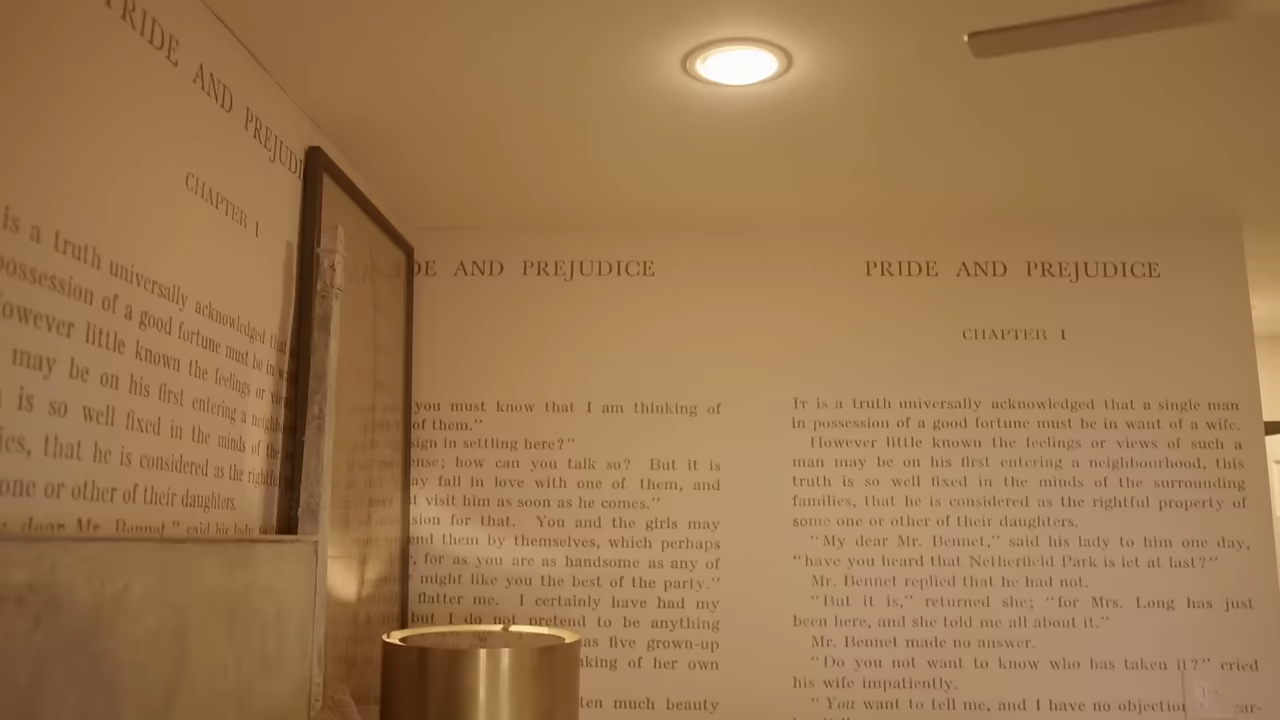 PRIDE AND PREJUDI
CHAPTER I
is a truth universally acknowledged
possession of a good fortune must be in
However little known the feelings or
may be on his first entering a
is so well fixed in the minds of the
that he is considered as the rightful
one or other of their daughters.
dear Mr. Bennet," said his lady
DE AND PREJUDICE
you must know that I am thinking of
of them."
sign in settling here?"
ense; how can you talk so? But it is
ay fall in love with one of them, and
visit him as soon as he comes."
sion for that. You and the girls may
end them by themselves, which perhaps
, for as you are as handsome as any of
might like you the best of the party."
flatter me. I certainly have had my
but I do not pretend to be anything
as five grown-up
king of her own
ten much beauty
PRIDE AND PREJUDICE
CHAPTER I
IT is a truth universally acknowledged that a single man
in possession of a good fortune must be in want of a wife.
However little known the feelings or views of such a
man may be on his first entering a neighbourhood, this
truth is so well fixed in the minds of the surrounding
families, that he is considered as the rightful property of
some one or other of their daughters.
"My dear Mr. Bennet," said his lady to him one day,
"have you heard that Netherfield Park is let at last?"
Mr. Bennet replied that he had not.
"But it is," returned she; "for Mrs. Long has just
been here, and she told me all about it."
Mr. Bennet made no answer.
"Do you not want to know who has taken it?" cried
his wife impatiently.
"You want to tell me, and I have no objection